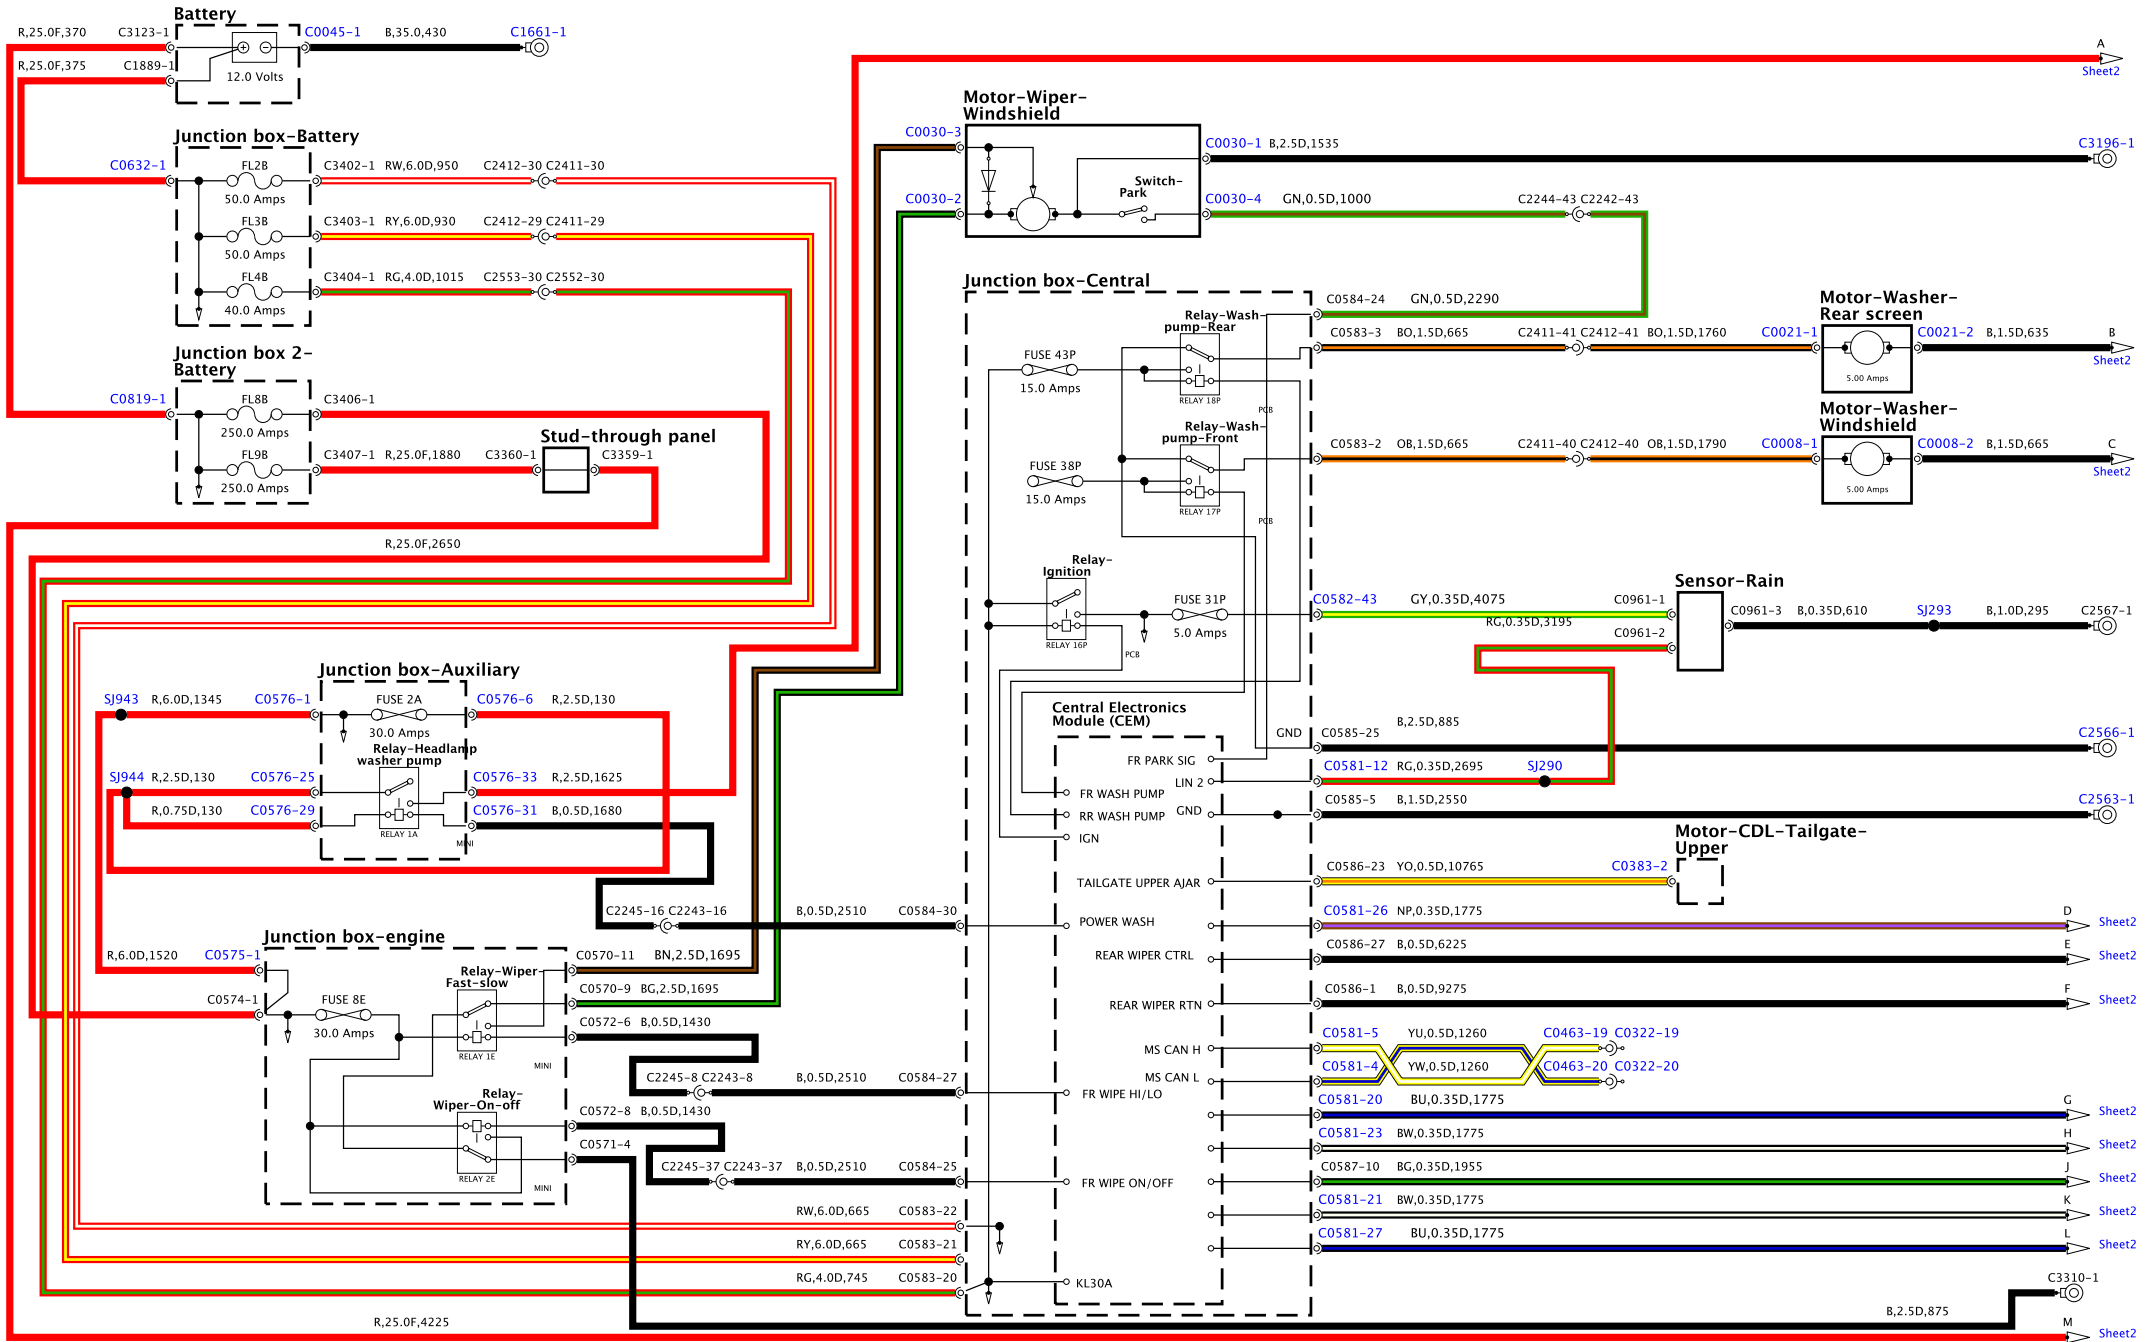 Battery
R,25.0F,370 C3123-1 C0045-1 B,35.0,430 C1661-1
R,25.0F,375 C1889-1
12.0 Volts
A
Sheet2
Junction box-Battery
C0632-1 FL2B C3402-1 RW,6.0D,950 C2412-30 C2411-30
50.0 Amps
FL3B C3403-1 RY,6.0D,930 C2412-29 C2411-29
50.0 Amps
FL4B C3404-1 RG,4.0D,1015 C2553-30 C2552-30
40.0 Amps
Junction box 2-
Battery
C0819-1 FL8B C3406-1
250.0 Amps
FL9B C3407-1 R,25.0F,1880 C3360-1 C3359-1
250.0 Amps
Stud-through panel
R,25.0F,2650
Motor-Wiper-
Windshield
C0030-3 C0030-1 B,2.5D,1535 C3196-1
Switch-
Park
C0030-2 C0030-4 GN,0.5D,1000 C2244-43 C2242-43
Junction box-Central
C0584-24 GN,0.5D,2290
Relay-Wash-
pump-Rear
C0583-3 BO,1.5D,665 C2411-41 C2412-41 BO,1.5D,1760 C0021-1
Motor-Washer-
Rear screen
C0021-2 B,1.5D,635 B
Sheet2
5.00 Amps
FUSE 43P
15.0 Amps
RELAY 18P
PCB
Relay-Wash-
pump-Front
C0583-2 OB,1.5D,665 C2411-40 C2412-40 OB,1.5D,1790 C0008-1
Motor-Washer-
Windshield
C0008-2 B,1.5D,665 C
Sheet2
5.00 Amps
FUSE 38P
15.0 Amps
RELAY 17P
PCB
Relay-
Ignition
FUSE 31P
5.0 Amps
RELAY 16P
PCB
C0582-43 GY,0.35D,4075 C0961-1
RG,0.35D,3195
C0961-2
Sensor-Rain
C0961-3 B,0.35D,610 SJ293 B,1.0D,295 C2567-1
Junction box-Auxiliary
SJ943 R,6.0D,1345 C0576-1 FUSE 2A C0576-6 R,2.5D,130
30.0 Amps
Relay-Headlamp
washer pump
SJ944 R,2.5D,130 C0576-25 C0576-33 R,2.5D,1625
R,0.75D,130 C0576-29 C0576-31 B,0.5D,1680
RELAY 1A
MINI
Central Electronics
Module (CEM)
GND C0585-25 B,2.5D,885 C2566-1
FR PARK SIG
LIN 2 C0581-12 RG,0.35D,2695 SJ290
FR WASH PUMP
RR WASH PUMP GND C0585-5 B,1.5D,2550 C2563-1
IGN
Motor-CDL-Tailgate-
Upper
TAILGATE UPPER AJAR C0586-23 YO,0.5D,10765 C0383-2
C2245-16 C2243-16 B,0.5D,2510 C0584-30 POWER WASH C0581-26 NP,0.35D,1775 D
Sheet2
REAR WIPER CTRL C0586-27 B,0.5D,6225 E
Sheet2
REAR WIPER RTN C0586-1 B,0.5D,9275 F
Sheet2
Junction box-engine
R,6.0D,1520 C0575-1 C0570-11 BN,2.5D,1695
Relay-Wiper-
Fast-slow
C0574-1 FUSE 8E C0570-9 BG,2.5D,1695
30.0 Amps
C0572-6 B,0.5D,1430
RELAY 1E
MINI
MS CAN H C0581-5 YU,0.5D,1260 C0463-19 C0322-19
MS CAN L C0581-4 YW,0.5D,1260 C0463-20 C0322-20
C2245-8 C2243-8 B,0.5D,2510 C0584-27 FR WIPE HI/LO
Relay-
Wiper-On-off
C0572-8 B,0.5D,1430
C0571-4
RELAY 2E
MINI
C0581-20 BU,0.35D,1775 G
Sheet2
C0581-23 BW,0.35D,1775 H
Sheet2
C2245-37 C2243-37 B,0.5D,2510 C0584-25 FR WIPE ON/OFF C0587-10 BG,0.35D,1955 J
Sheet2
RW,6.0D,665 C0583-22 C0581-21 BW,0.35D,1775 K
Sheet2
RY,6.0D,665 C0583-21 C0581-27 BU,0.35D,1775 L
Sheet2
RG,4.0D,745 C0583-20 KL30A C3310-1
B,2.5D,875
R,25.0F,4225 M
Sheet2